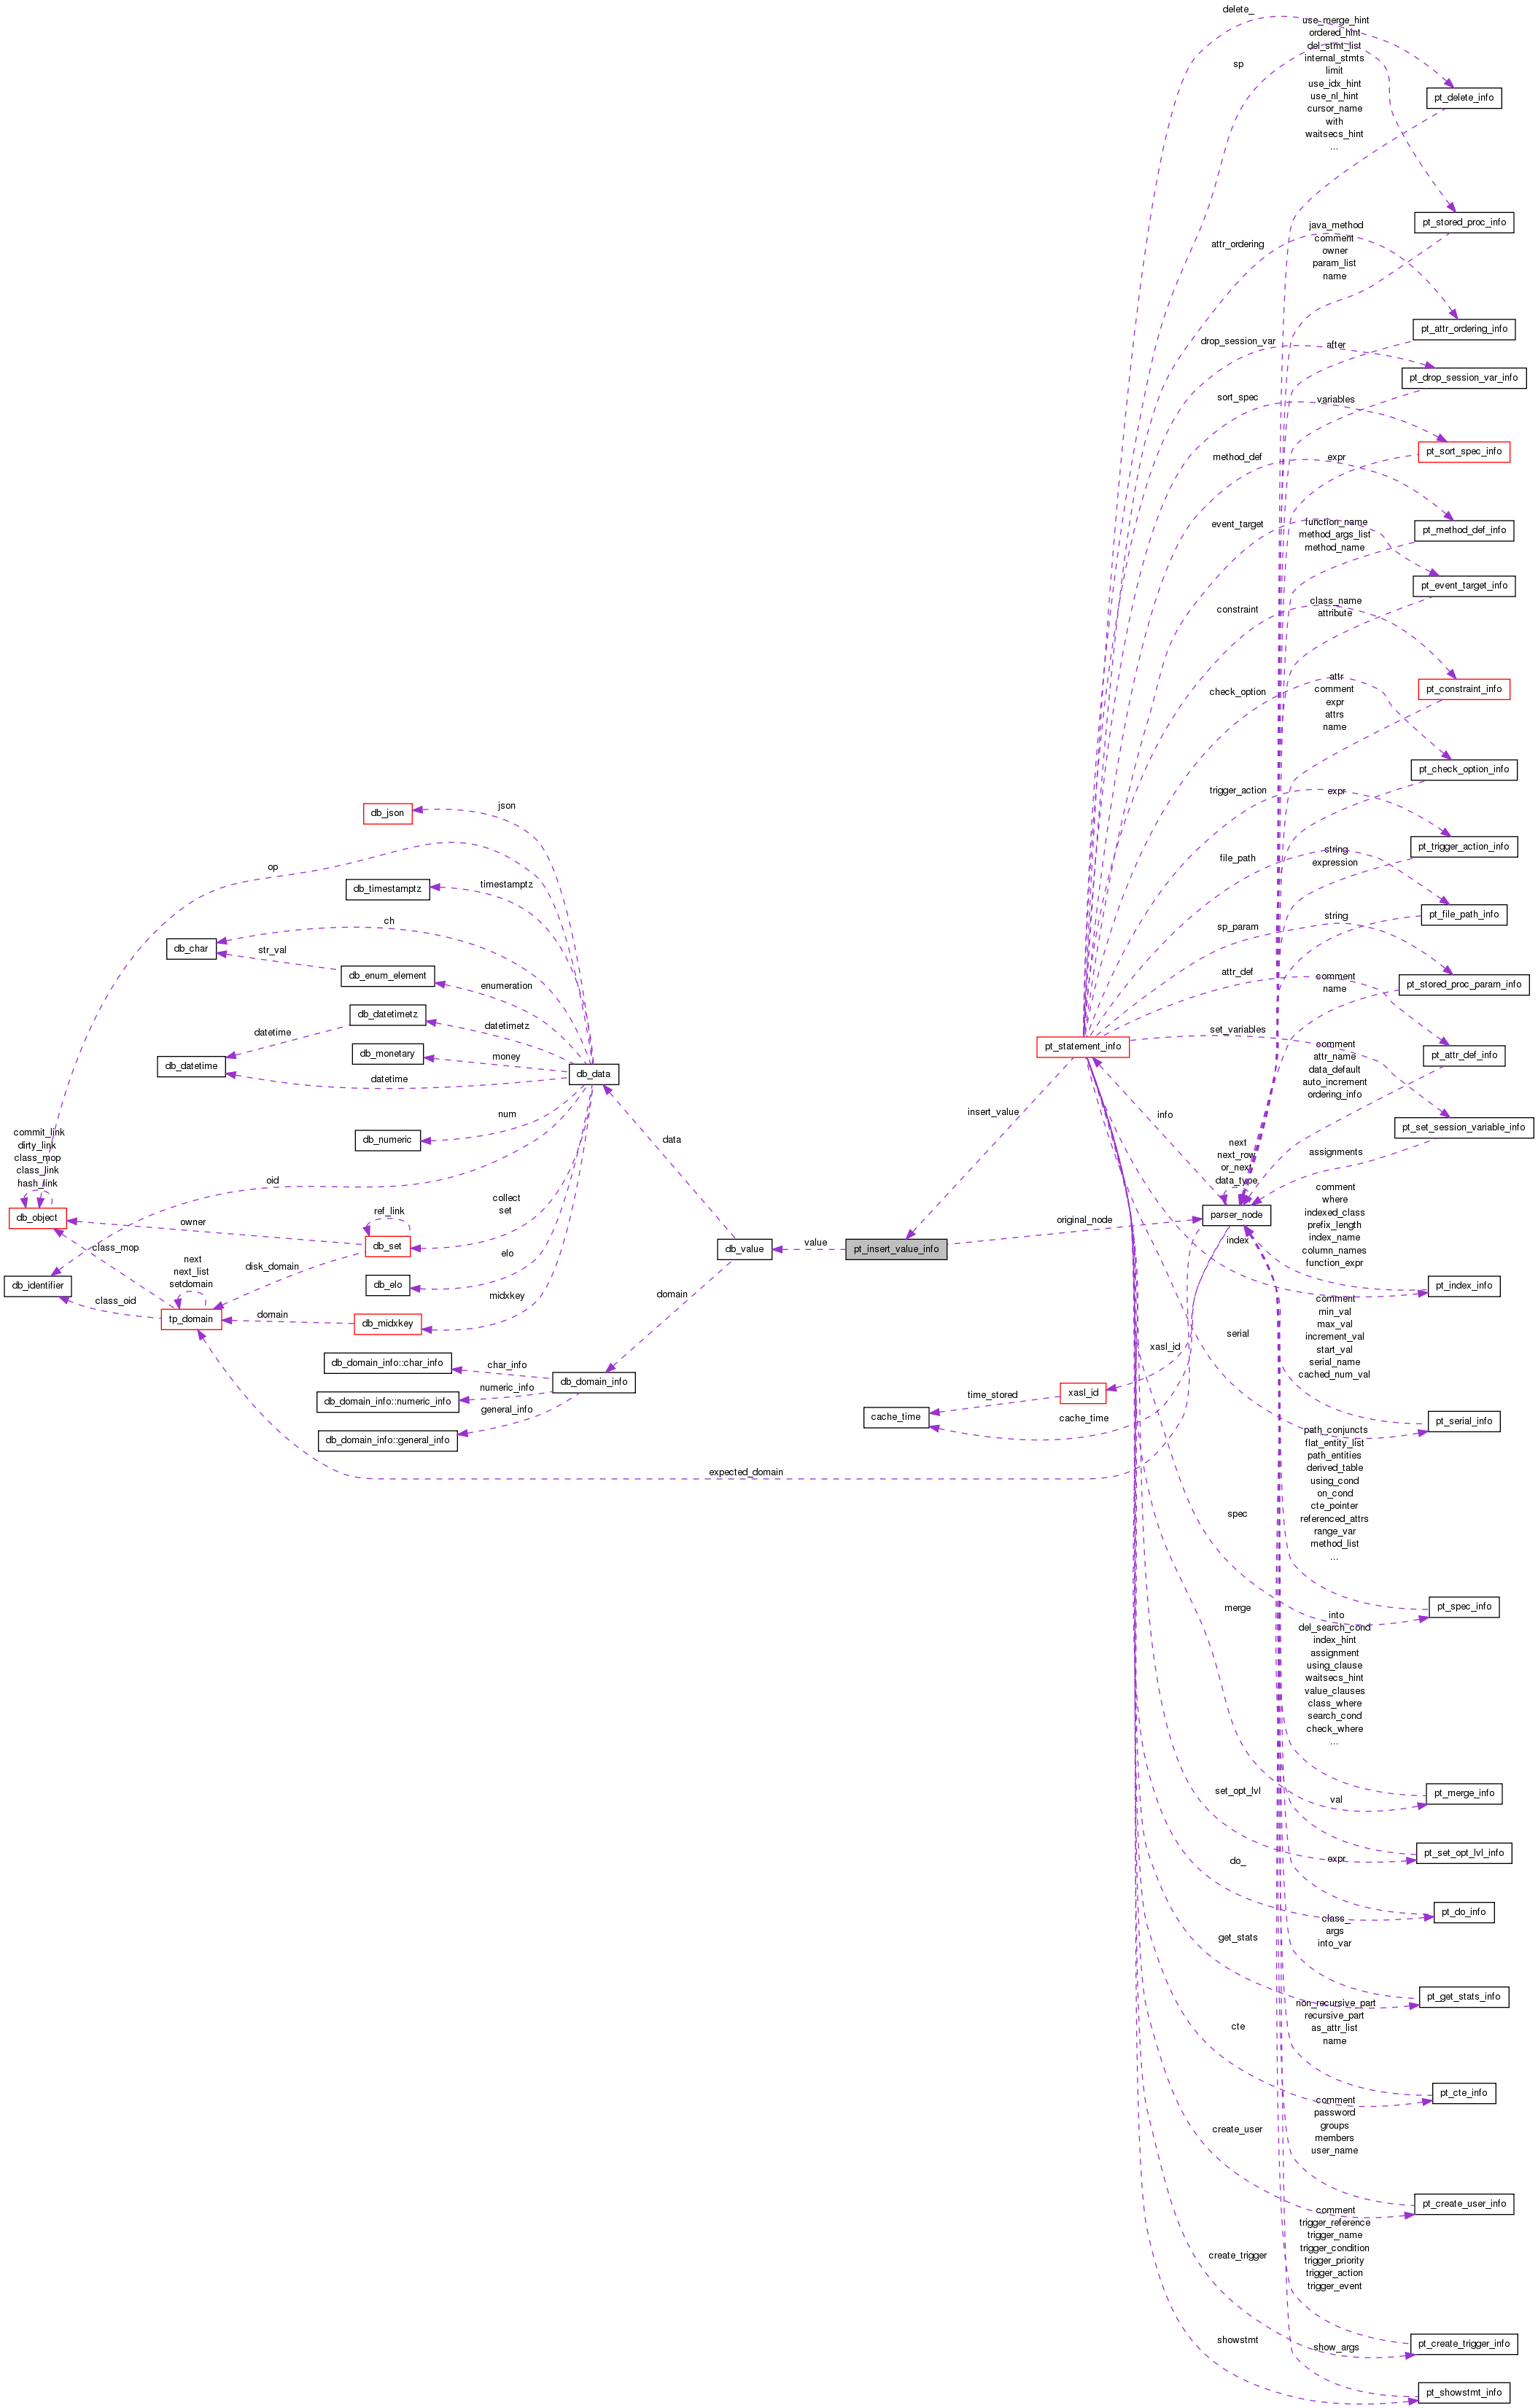 delete_
use_merge_hint
ordered_hint
del_stmt_list
internal_stmts
limit
use_idx_hint
use_nl_hint
cursor_name
with
waitsecs_hint
...
sp
pt_delete_info
pt_stored_proc_info
java_method
comment
owner
param_list
name
attr_ordering
pt_attr_ordering_info
drop_session_var
after
pt_drop_session_var_info
sort_spec
variables
pt_sort_spec_info
method_def
expr
pt_method_def_info
event_target
function_name
method_args_list
method_name
pt_event_target_info
constraint
class_name
attribute
pt_constraint_info
check_option
attr
comment
expr
attrs
name
pt_check_option_info
trigger_action
expr
pt_trigger_action_info
file_path
string
expression
pt_file_path_info
sp_param
string
pt_stored_proc_param_info
attr_def
comment
name
pt_attr_def_info
set_variables
comment
attr_name
data_default
auto_increment
ordering_info
pt_set_session_variable_info
assignments
pt_statement_info
insert_value
info
next
next_row
or_next
data_type
parser_node
original_node
pt_insert_value_info
value
db_value
data
domain
db_data
json
db_json
op
timestamptz
db_timestamptz
ch
db_char
str_val
db_enum_element
enumeration
db_datetimetz
datetimetz
datetime
db_monetary
money
db_datetime
datetime
num
db_numeric
oid
commit_link
dirty_link
class_mop
class_link
hash_link
db_object
owner
ref_link
db_set
collect
set
elo
db_elo
class_mop
next
next_list
setdomain
disk_domain
db_identifier
class_oid
tp_domain
domain
db_midxkey
midxkey
db_domain_info::char_info
char_info
db_domain_info
db_domain_info::numeric_info
numeric_info
db_domain_info::general_info
general_info
expected_domain
xasl_id
xasl_id
time_stored
cache_time
cache_time
index
comment
where
indexed_class
prefix_length
index_name
column_names
function_expr
pt_index_info
serial
comment
min_val
max_val
increment_val
start_val
serial_name
cached_num_val
pt_serial_info
spec
path_conjuncts
flat_entity_list
path_entities
derived_table
using_cond
on_cond
cte_pointer
referenced_attrs
range_var
method_list
...
pt_spec_info
merge
into
del_search_cond
index_hint
assignment
using_clause
waitsecs_hint
value_clauses
class_where
search_cond
check_where
...
pt_merge_info
set_opt_lvl
val
pt_set_opt_lvl_info
do_
expr
pt_do_info
get_stats
class_
args
into_var
pt_get_stats_info
cte
non_recursive_part
recursive_part
as_attr_list
name
pt_cte_info
create_user
comment
password
groups
members
user_name
pt_create_user_info
create_trigger
comment
trigger_reference
trigger_name
trigger_condition
trigger_priority
trigger_action
trigger_event
pt_create_trigger_info
showstmt
show_args
pt_showstmt_info